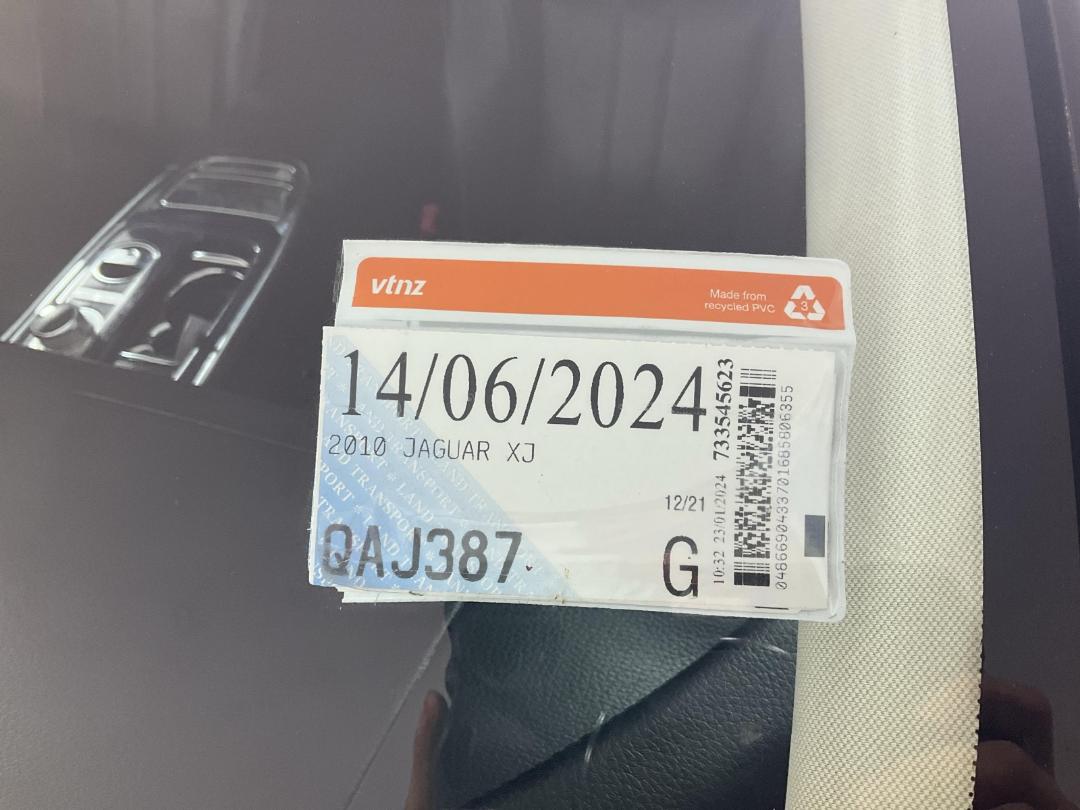 vtnz
Made from
recycled PVC
3
14/06/2024
2010 JAGUAR XJ
12/21
QAJ387
G
10:32 23/01/2024 733545623